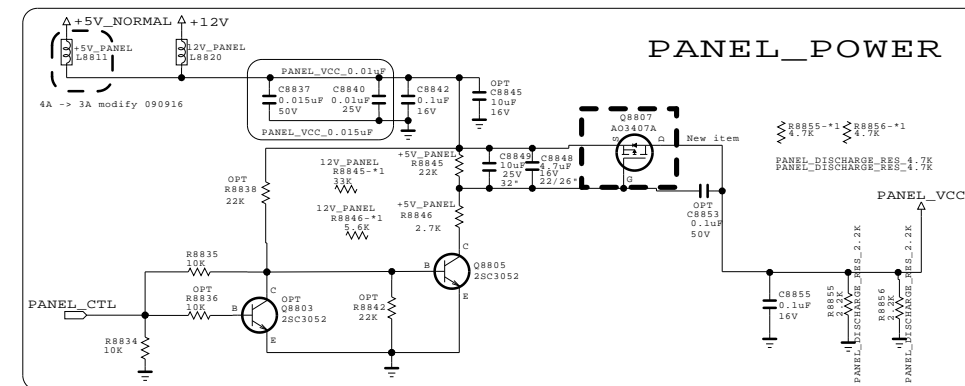 +5V_NORMAL
+12V
PANEL_POWER
+5V_PANEL
L8811
12V_PANEL
L8820
4A -> 3A modify 090916
PANEL_VCC_0.01uF
C8837
0.015uF
50V
C8840
0.01uF
25V
PANEL_VCC_0.015uF
C8842
0.1uF
16V
OPT
C8845
10uF
16V
Q8807
AO3407A
S
D
G
New item
R8855-*1
4.7K
R8856-*1
4.7K
PANEL_DISCHARGE_RES_4.7K
PANEL_DISCHARGE_RES_4.7K
OPT
R8838
22K
12V_PANEL
R8845-*1
33K
+5V_PANEL
R8845
22K
C8849
10uF
25V
32"
C8848
4.7uF
16V
22/26"
12V_PANEL
R8846-*1
5.6K
+5V_PANEL
R8846
2.7K
OPT
C8853
0.1uF
50V
PANEL_VCC
R8835
10K
OPT
R8836
10K
PANEL_CTL
R8834
10K
B
C
E
OPT
Q8803
2SC3052
OPT
R8842
22K
B
C
E
Q8805
2SC3052
C8855
0.1uF
16V
R8855
2.2K
PANEL_DISCHARGE_RES_2.2K
R8856
2.2K
PANEL_DISCHARGE_RES_2.2K